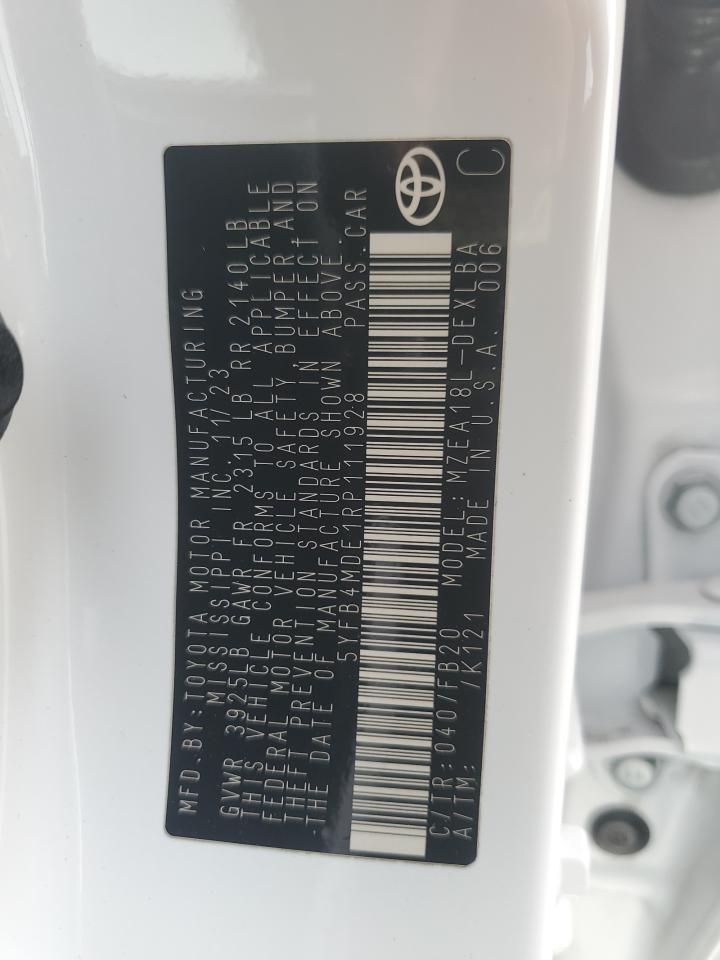 MFD.BY:TOYOTA MOTOR MANUFACTURING
MISSISSIPPI INC.11/23
GVWR 3925LB GAWR FR 2315 LB RR 2140LB
THIS VEHICLE CONFORMS TO ALL APPLICABLE
FEDERAL MOTOR VEHICLE SAFETY BUMPER,AND
THEFT PREVENTION STANDARDS IN EFFECT ON
THE DATE OF MANUFACTURE SHOWN ABOVE.
5YFB4MDE1RP111928 PASS.CAR
C/TR:040/FB20 MODEL:MZEA18L-DEXLBA
A/TM: /K121 MADE IN U.S.A. 006
C